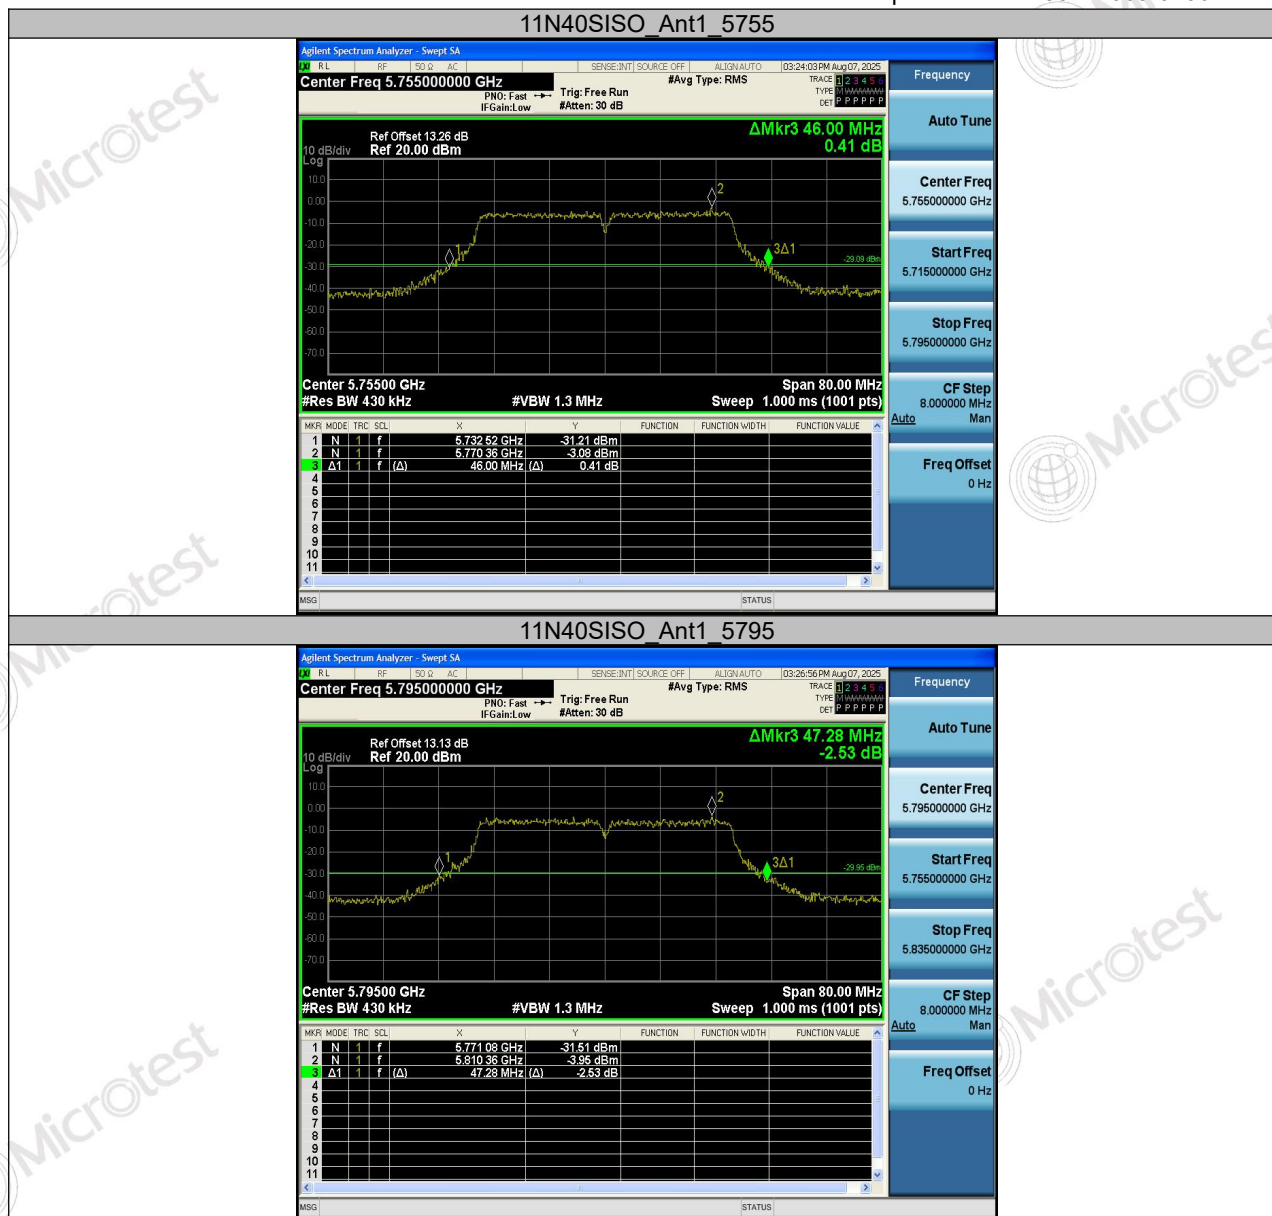 11N40SISO_Ant1_5755
Agilent Spectrum Analyzer - Swept SA
RL RF 50 Ω AC SENSE:INT SOURCE OFF ALIGNAUTO 03:24:03 PM Aug 07, 2025
Center Freq 5.755000000 GHz
#Avg Type: RMS
TRACE 1 2 3 4 5 6
PNO: Fast Trig: Free Run
TYPE M
IFGain:Low #Atten: 30 dB
DET P P P P P P
Ref Offset 13.26 dB
ΔMkr3 46.00 MHz
10 dB/div Ref 20.00 dBm
0.41 dB
Log
10.0
0.00
-10.0
-20.0
-30.0
-40.0
-50.0
-60.0
-70.0
1
2
3Δ1
-29.09 dBm
Center 5.75500 GHz Span 80.00 MHz
#Res BW 430 kHz #VBW 1.3 MHz Sweep 1.000 ms (1001 pts)
MKR MODE TRC SCL X Y FUNCTION FUNCTION WIDTH FUNCTION VALUE
1 N 1 f 5.732 52 GHz -31.21 dBm
2 N 1 f 5.770 36 GHz -3.08 dBm
3 Δ1 1 f (Δ) 46.00 MHz (Δ) 0.41 dB
4
5
6
7
8
9
10
11
MSG STATUS
Frequency
Auto Tune
Center Freq
5.755000000 GHz
Start Freq
5.715000000 GHz
Stop Freq
5.795000000 GHz
CF Step
8.000000 MHz
Auto Man
Freq Offset
0 Hz
11N40SISO_Ant1_5795
Agilent Spectrum Analyzer - Swept SA
RL RF 50 Ω AC SENSE:INT SOURCE OFF ALIGNAUTO 03:26:56 PM Aug 07, 2025
Center Freq 5.795000000 GHz
#Avg Type: RMS
TRACE 1 2 3 4 5 6
PNO: Fast Trig: Free Run
TYPE M
IFGain:Low #Atten: 30 dB
DET P P P P P P
Ref Offset 13.13 dB
ΔMkr3 47.28 MHz
10 dB/div Ref 20.00 dBm
-2.53 dB
Log
10.0
0.00
-10.0
-20.0
-30.0
-40.0
-50.0
-60.0
-70.0
1
2
3Δ1
-29.95 dBm
Center 5.79500 GHz Span 80.00 MHz
#Res BW 430 kHz #VBW 1.3 MHz Sweep 1.000 ms (1001 pts)
MKR MODE TRC SCL X Y FUNCTION FUNCTION WIDTH FUNCTION VALUE
1 N 1 f 5.771 08 GHz -31.51 dBm
2 N 1 f 5.810 36 GHz -3.95 dBm
3 Δ1 1 f (Δ) 47.28 MHz (Δ) -2.53 dB
4
5
6
7
8
9
10
11
MSG STATUS
Frequency
Auto Tune
Center Freq
5.795000000 GHz
Start Freq
5.755000000 GHz
Stop Freq
5.835000000 GHz
CF Step
8.000000 MHz
Auto Man
Freq Offset
0 Hz
Microtest
Microtest
Microtest
Microtest
Microtest